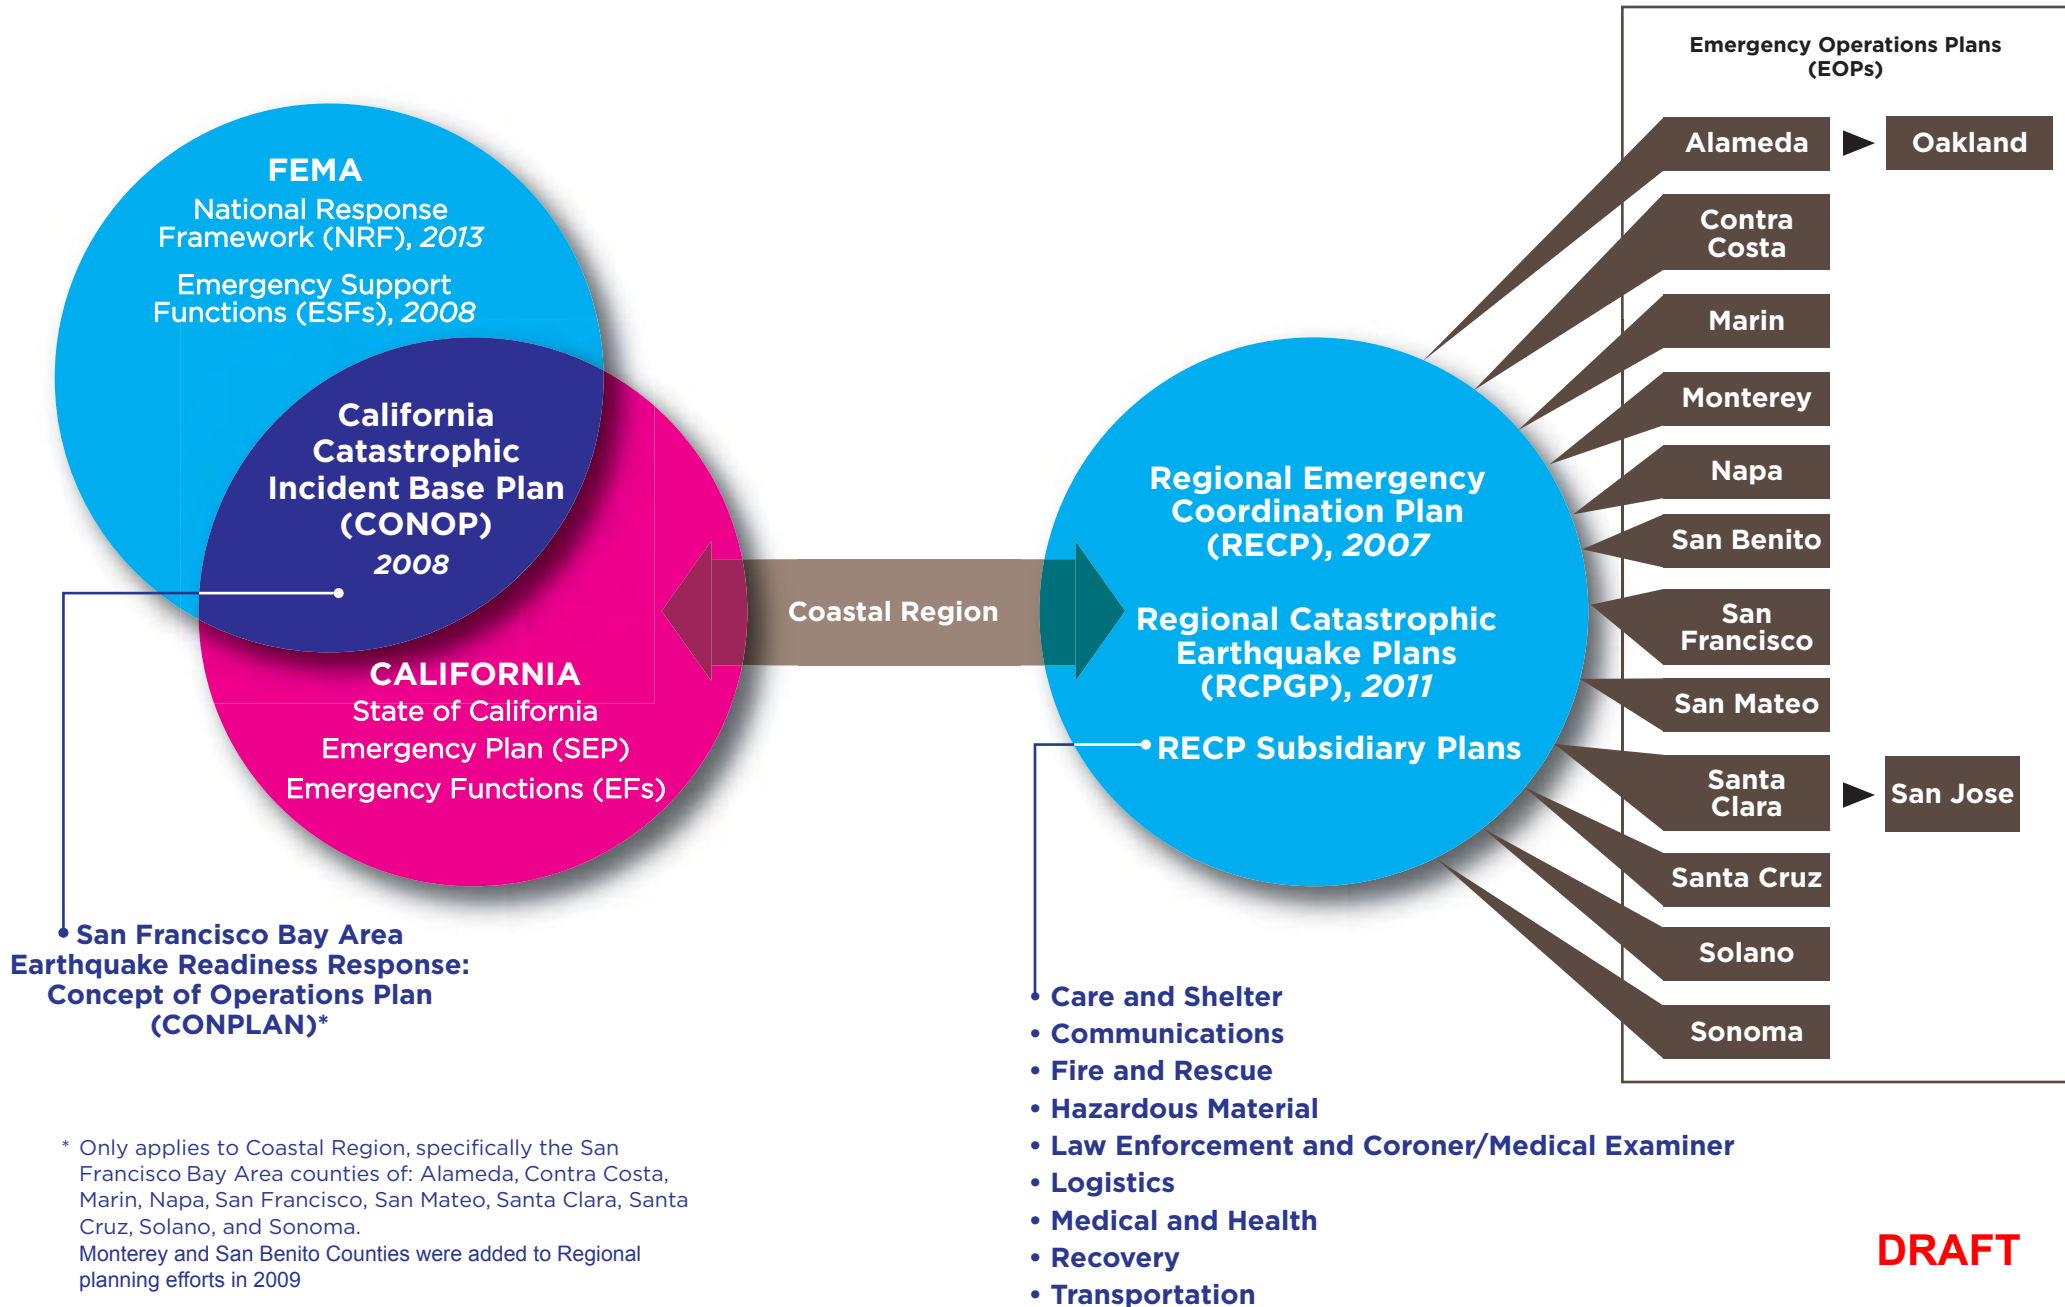 FEMA
National Response
Framework (NRF), 2013
Emergency Support
Functions (ESFs), 2008
California
Catastrophic
Incident Base Plan
(CONOP)
2008
CALIFORNIA
State of California
Emergency Plan (SEP)
Emergency Functions (EFs)
• San Francisco Bay Area
Earthquake Readiness Response:
Concept of Operations Plan
(CONPLAN)*
* Only applies to Coastal Region, specifically the San
Francisco Bay Area counties of: Alameda, Contra Costa,
Marin, Napa, San Francisco, San Mateo, Santa Clara, Santa
Cruz, Solano, and Sonoma.
Monterey and San Benito Counties were added to Regional
planning efforts in 2009
Coastal Region
Regional Emergency
Coordination Plan
(RECP), 2007
Regional Catastrophic
Earthquake Plans
(RCPGP), 2011
• RECP Subsidiary Plans
• Care and Shelter
• Communications
• Fire and Rescue
• Hazardous Material
• Law Enforcement and Coroner/Medical Examiner
• Logistics
• Medical and Health
• Recovery
• Transportation
Emergency Operations Plans
(EOPs)
Alameda
Oakland
Contra
Costa
Marin
Monterey
Napa
San Benito
San
Francisco
San Mateo
Santa
Clara
San Jose
Santa Cruz
Solano
Sonoma
DRAFT